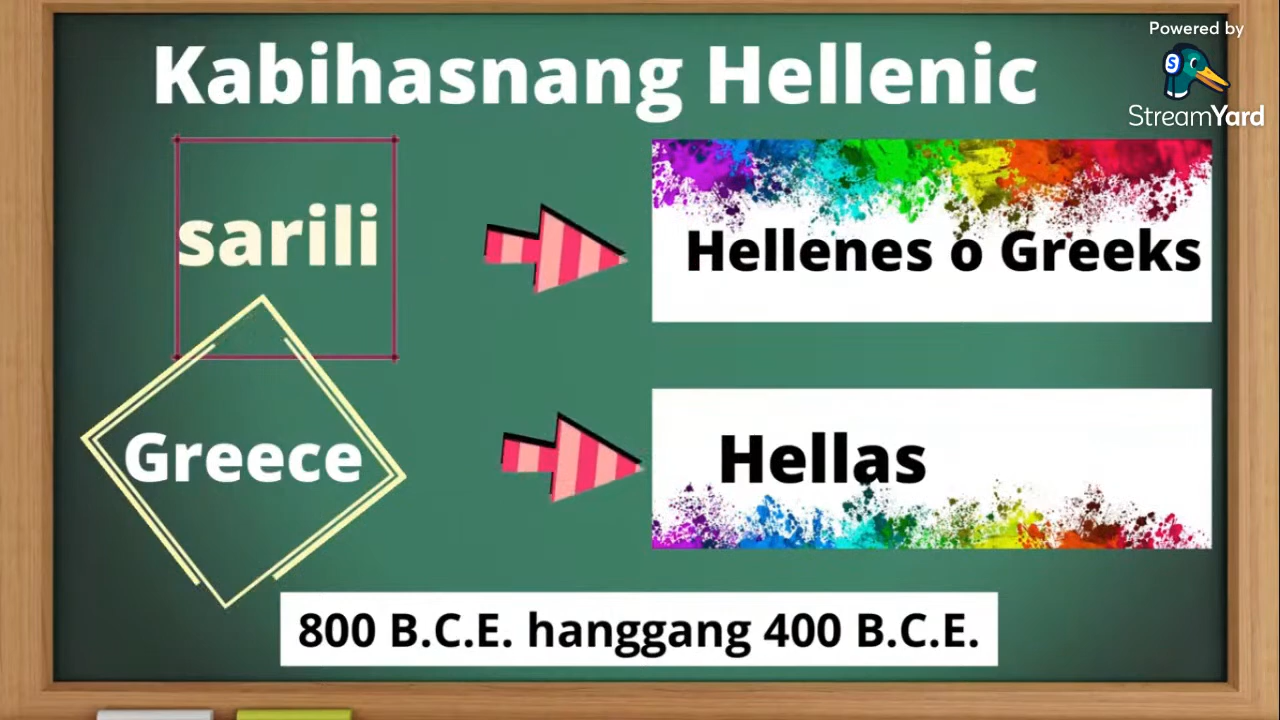 Powered by
StreamYard
Kabihasnang Hellenic
sarili
Hellenes o Greeks
Greece
Hellas
800 B.C.E. hanggang 400 B.C.E.